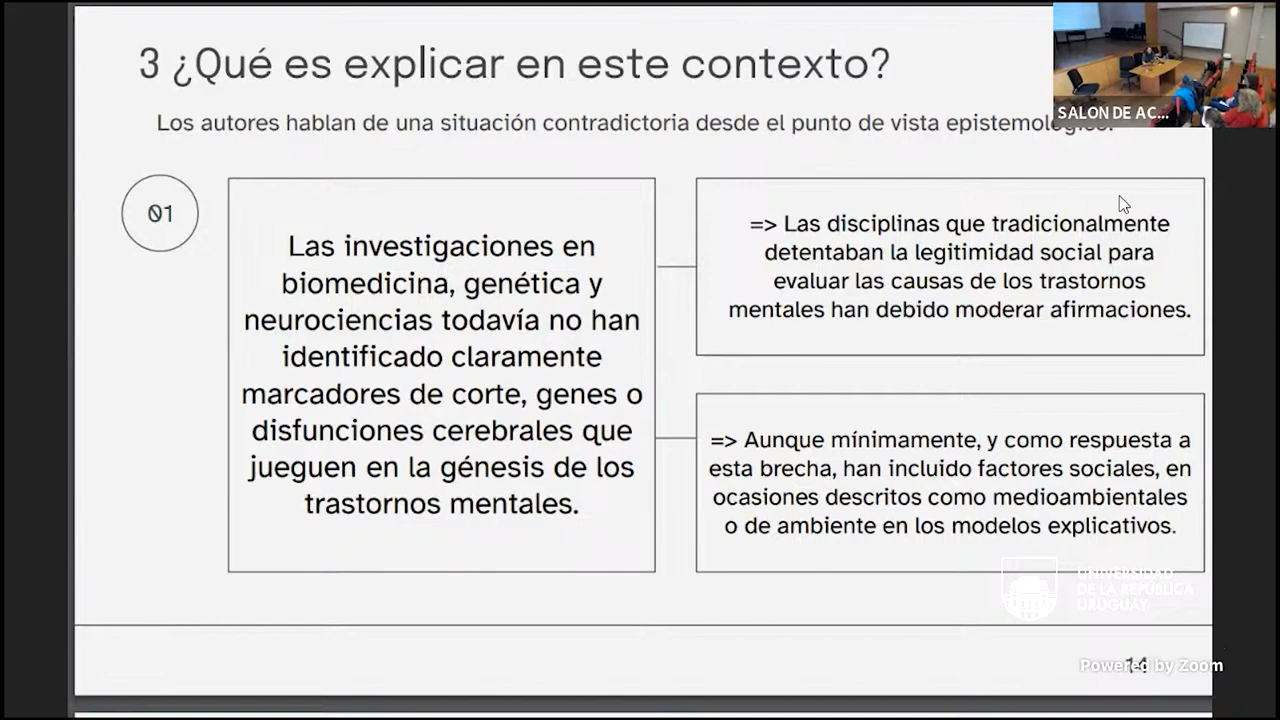 3 ¿Qué es explicar en este contexto?
Los autores hablan de una situación contradictoria desde el punto de vista epistemológico.
SALON DE AC...
01
Las investigaciones en
biomedicina, genética y
neurociencias todavía no han
identificado claramente
marcadores de corte, genes o
disfunciones cerebrales que
jueguen en la génesis de los
trastornos mentales.
=> Las disciplinas que tradicionalmente
detentaban la legitimidad social para
evaluar las causas de los trastornos
mentales han debido moderar afirmaciones.
=> Aunque mínimamente, y como respuesta a
esta brecha, han incluido factores sociales, en
ocasiones descritos como medioambientales
o de ambiente en los modelos explicativos.
UNIVERSIDAD
DE LA REPÚBLICA
URUGUAY
14
Powered by Zoom